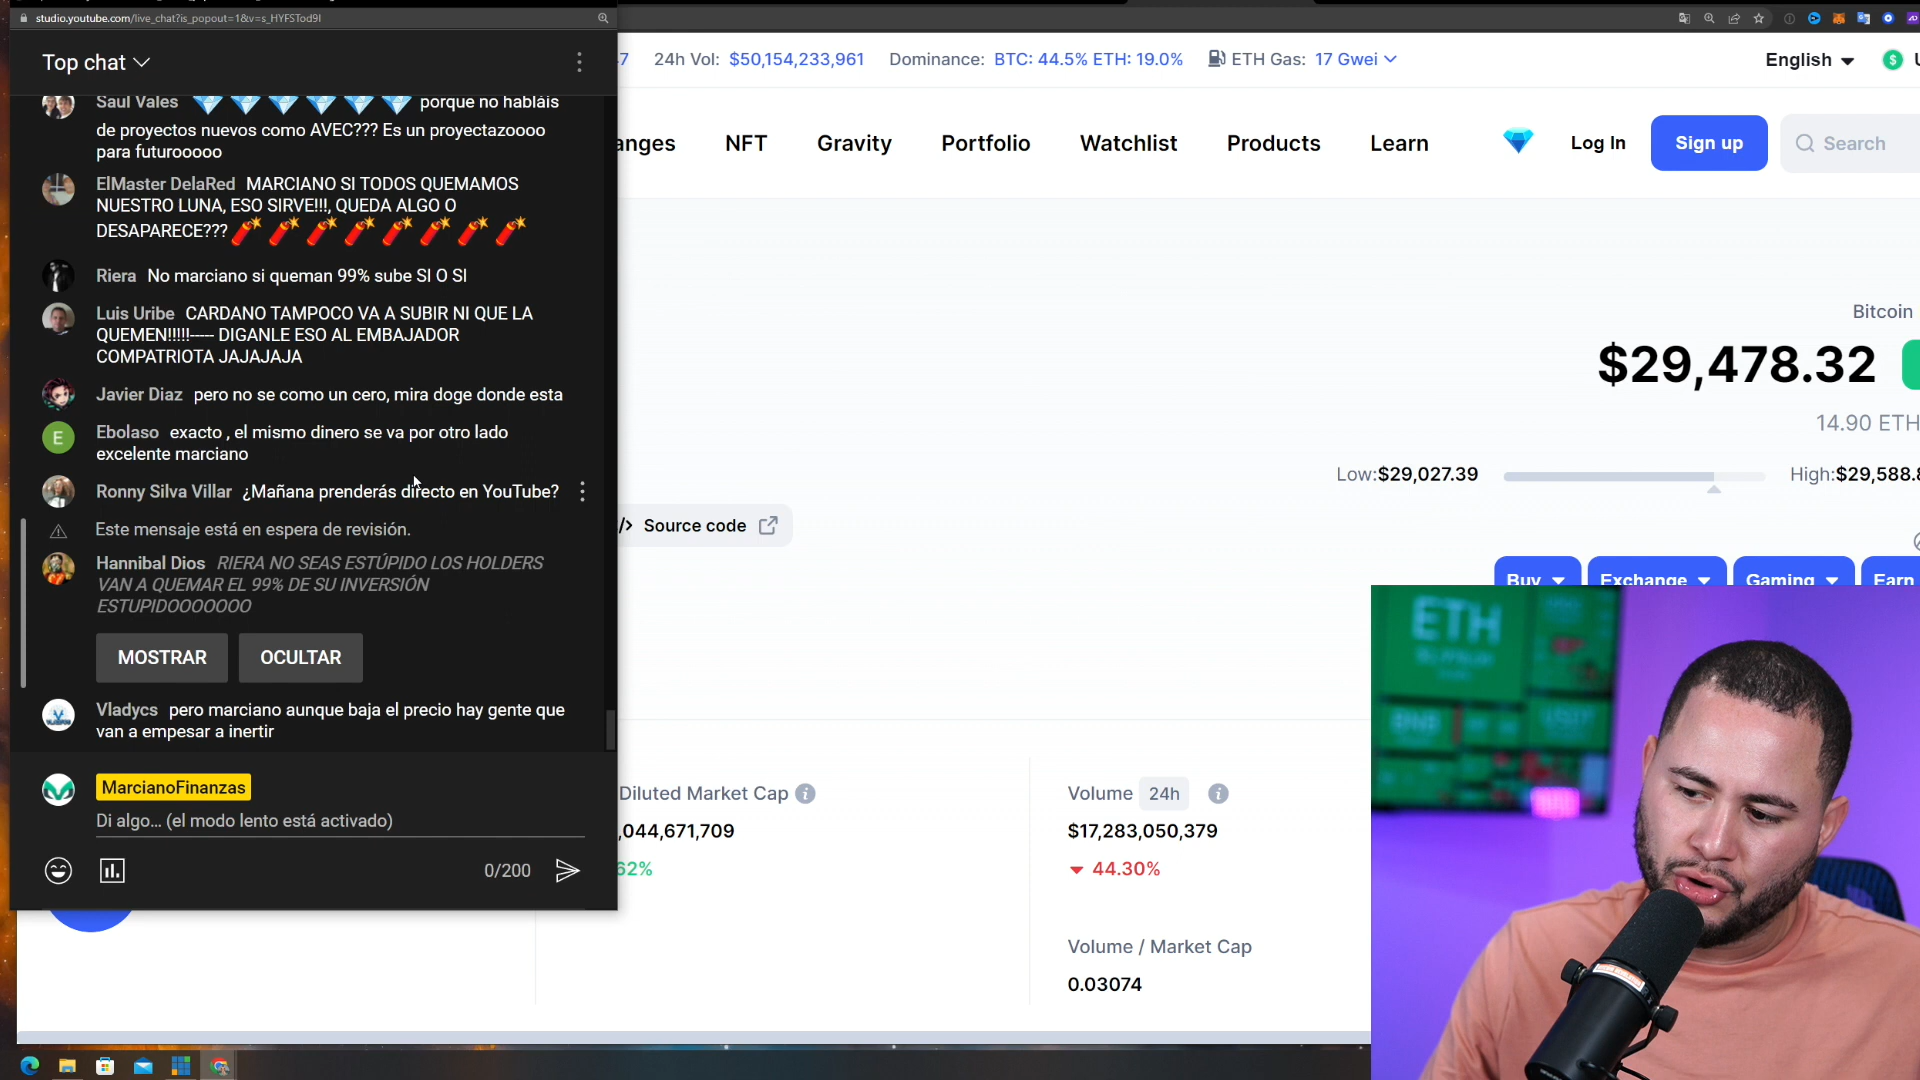 studio.youtube.com/live_chat?is_popout=1&v=s_HYFSTod9I
Top chat
Saul Vales 💎💎💎💎💎💎 porque no habláis
de proyectos nuevos como AVEC??? Es un proyectazoooo
para futurooooo
ElMaster DelaRed MARCIANO SI TODOS QUEMAMOS
NUESTRO LUNA, ESO SIRVE!!!, QUEDA ALGO O
DESAPARECE??? 🧨🧨🧨🧨🧨🧨🧨🧨
Riera No marciano si queman 99% sube SI O SI
Luis Uribe CARDANO TAMPOCO VA A SUBIR NI QUE LA
QUEMEN!!!!!----- DIGANLE ESO AL EMBAJADOR
COMPATRIOTA JAJAJAJA
Javier Diaz pero no se como un cero, mira doge donde esta
E
Ebolaso exacto , el mismo dinero se va por otro lado
excelente marciano
Ronny Silva Villar ¿Mañana prenderás directo en YouTube?
Este mensaje está en espera de revisión.
Hannibal Dios RIERA NO SEAS ESTÚPIDO LOS HOLDERS
VAN A QUEMAR EL 99% DE SU INVERSIÓN
ESTUPIDOOOOOOO
MOSTRAR OCULTAR
Vladycs pero marciano aunque baja el precio hay gente que
van a empesar a inertir
MarcianoFinanzas
Di algo... (el modo lento está activado)
0/200
24h Vol: $50,154,233,961 Dominance: BTC: 44.5% ETH: 19.0% ETH Gas: 17 Gwei
English
anges NFT Gravity Portfolio Watchlist Products Learn
Log In Sign up Search
Bitcoin
$29,478.32
14.90 ETH
Low:$29,027.39 High:$29,588.8
Source code
Buy Exchange Gaming Earn
Diluted Market Cap
,044,671,709
62%
Volume 24h
$17,283,050,379
44.30%
Volume / Market Cap
0.03074
ETH
BNB